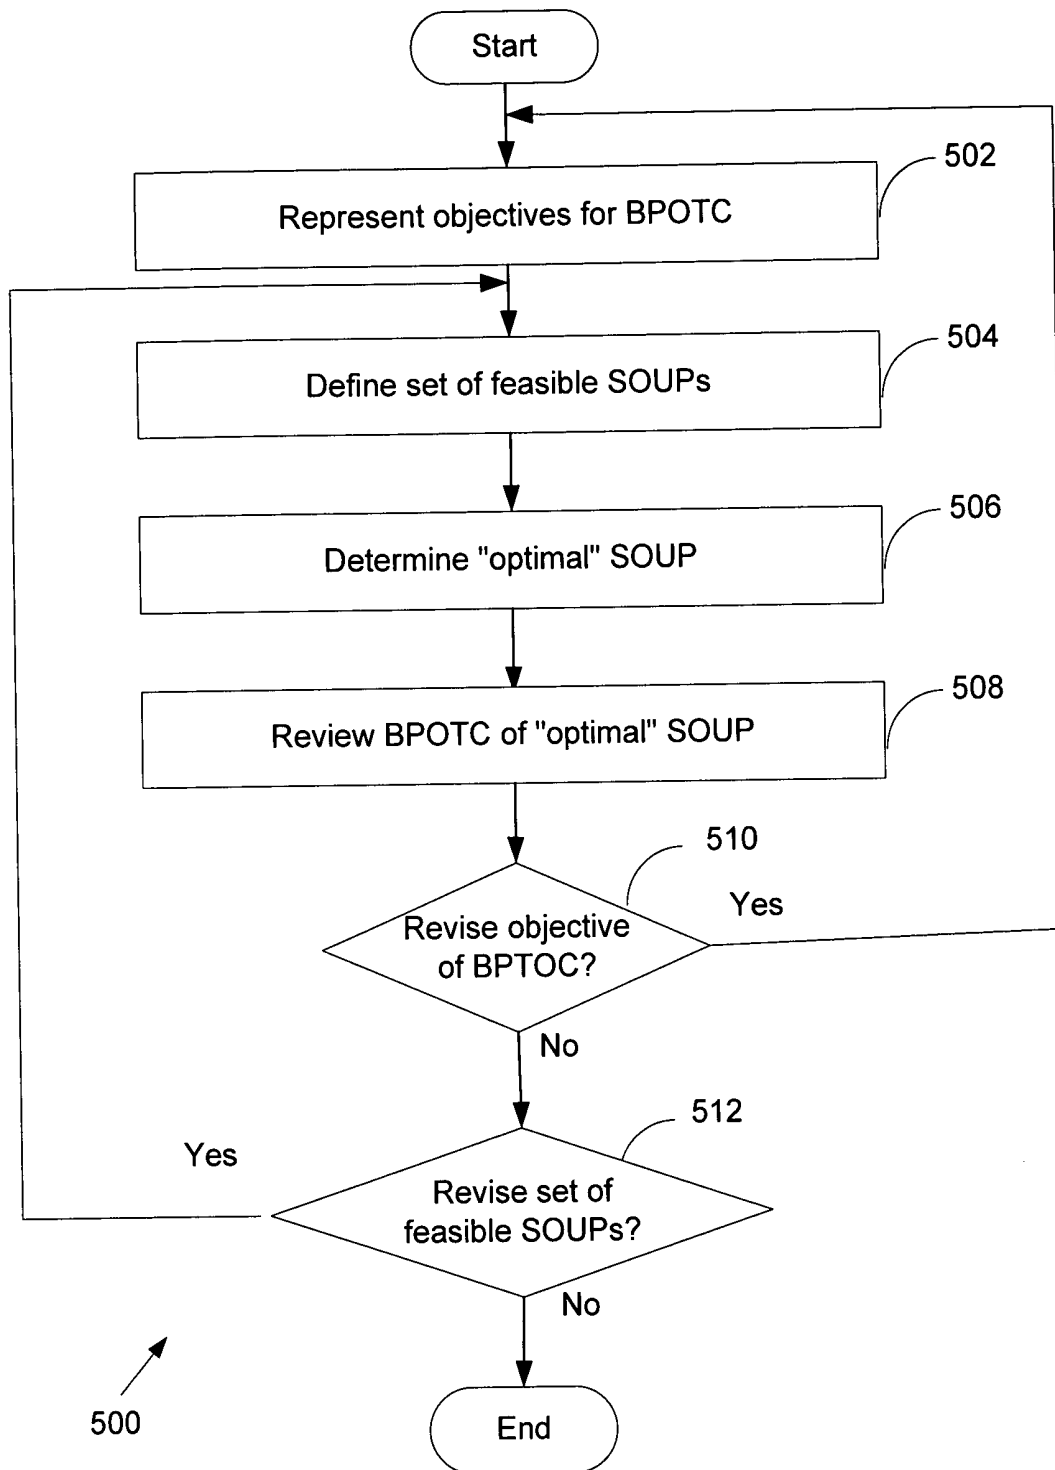 Start
502
Represent objectives for BPOTC
504
Define set of feasible SOUPs
506
Determine "optimal" SOUP
508
Review BPOTC of "optimal" SOUP
510
Yes
Revise objective
of BPTOC?
No
512
Yes
Revise set of
feasible SOUPs?
No
500
End